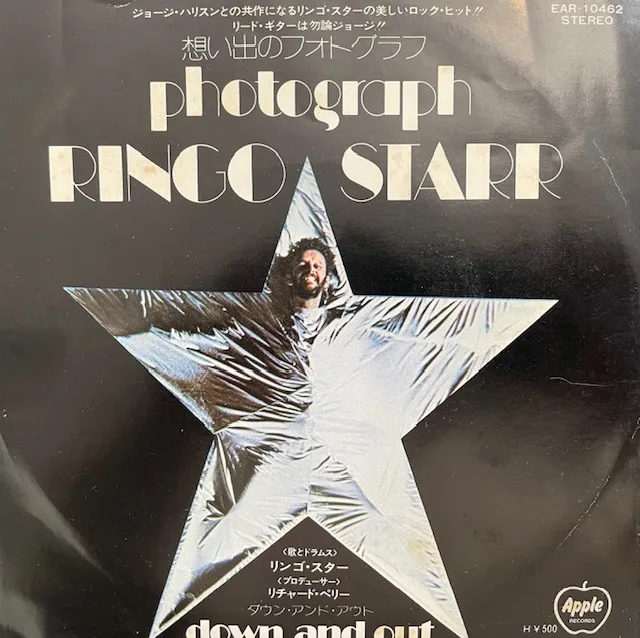 ジョージ・ハリスンとの共作になるリンゴ・スターの美しいロック・ヒット!!
リード・ギターは勿論ジョージ!!
EAR-10462
STEREO
想い出のフォトグラフ
photograph
RINGO STARR
〈歌とドラムス〉
リンゴ・スター
〈プロデューサー〉
リチャード・ペリー
ダウン・アンド・アウト
down and out
Apple
RECORDS
H ¥500